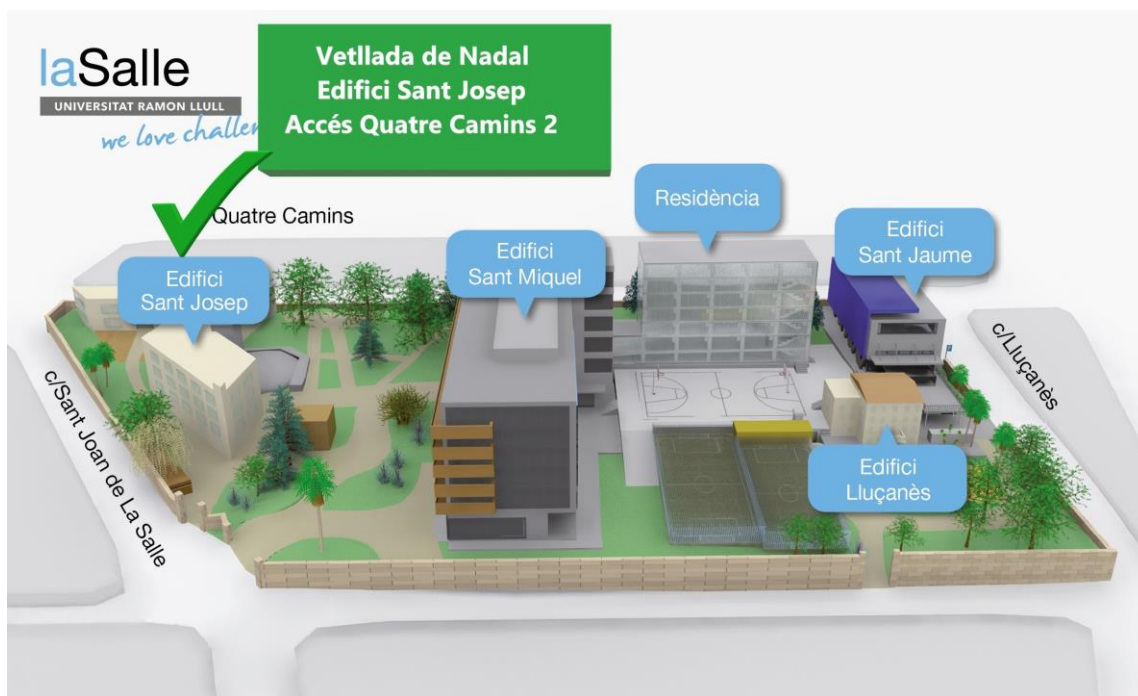 laSalle
UNIVERSITAT RAMON LLULL
we love challen
Vetllada de Nadal
Edifici Sant Josep
Accés Quatre Camins 2
Quatre Camins
Residència
Edifici
Sant Jaume
Edifici
Sant Miquel
Edifici
Sant Josep
c/Lluçanès
c/Sant Joan de La Salle
Edifici
Lluçanès